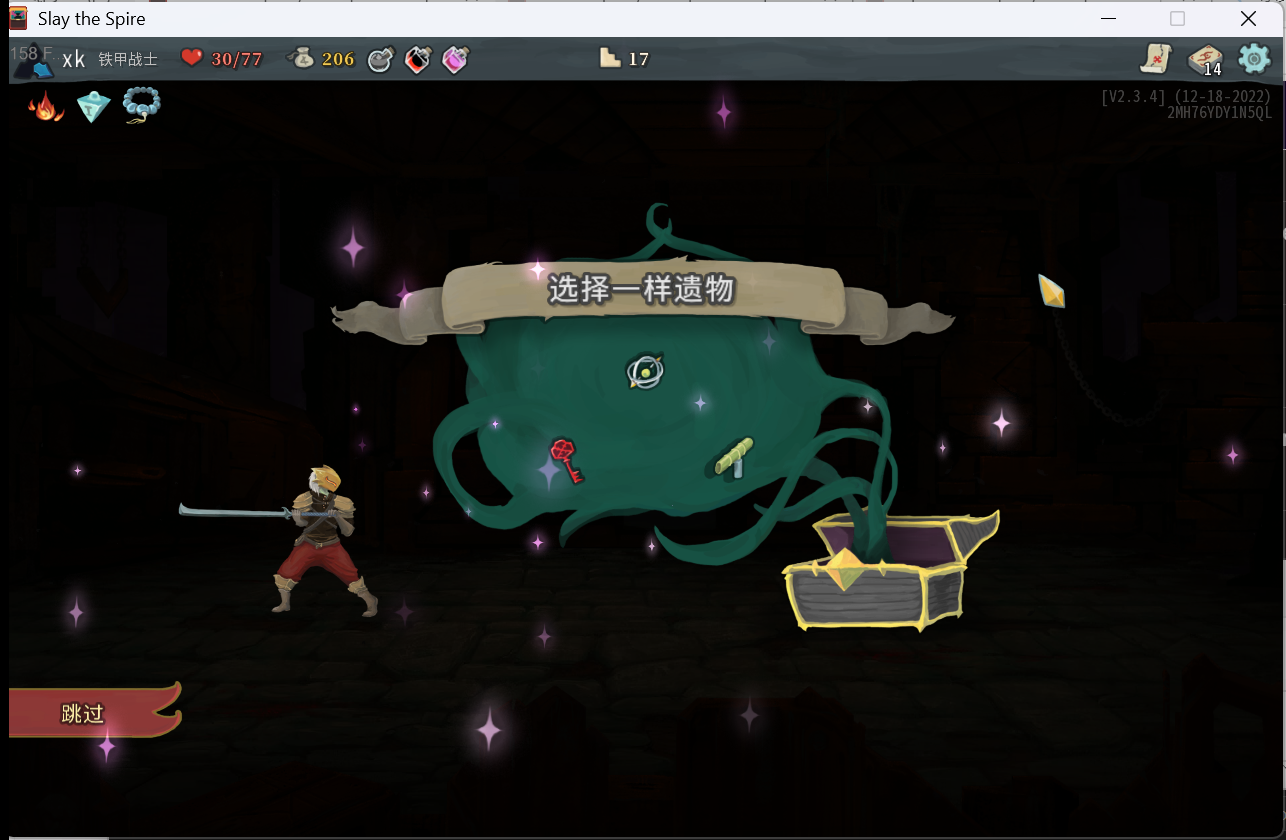 Slay the Spire
158 F...
xk 铁甲战士 30/77 206 17 14
[V2.3.4] (12-18-2022)
2MH76YDY1N5QL
选择一样遗物
跳过